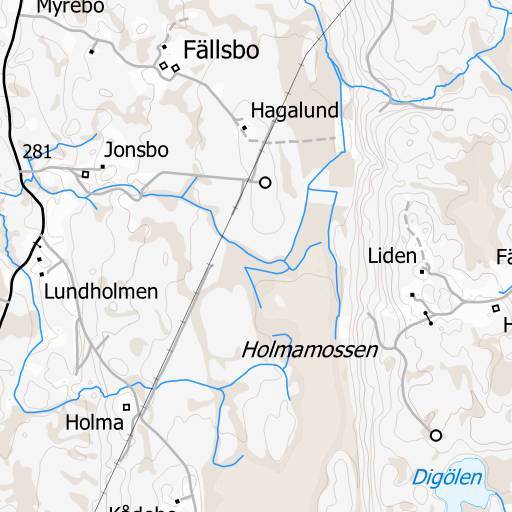 Myrebo
Fällsbo
Hagalund
281
Jonsbo
Liden
Lundholmen
Holmamossen
Holma
Digölen